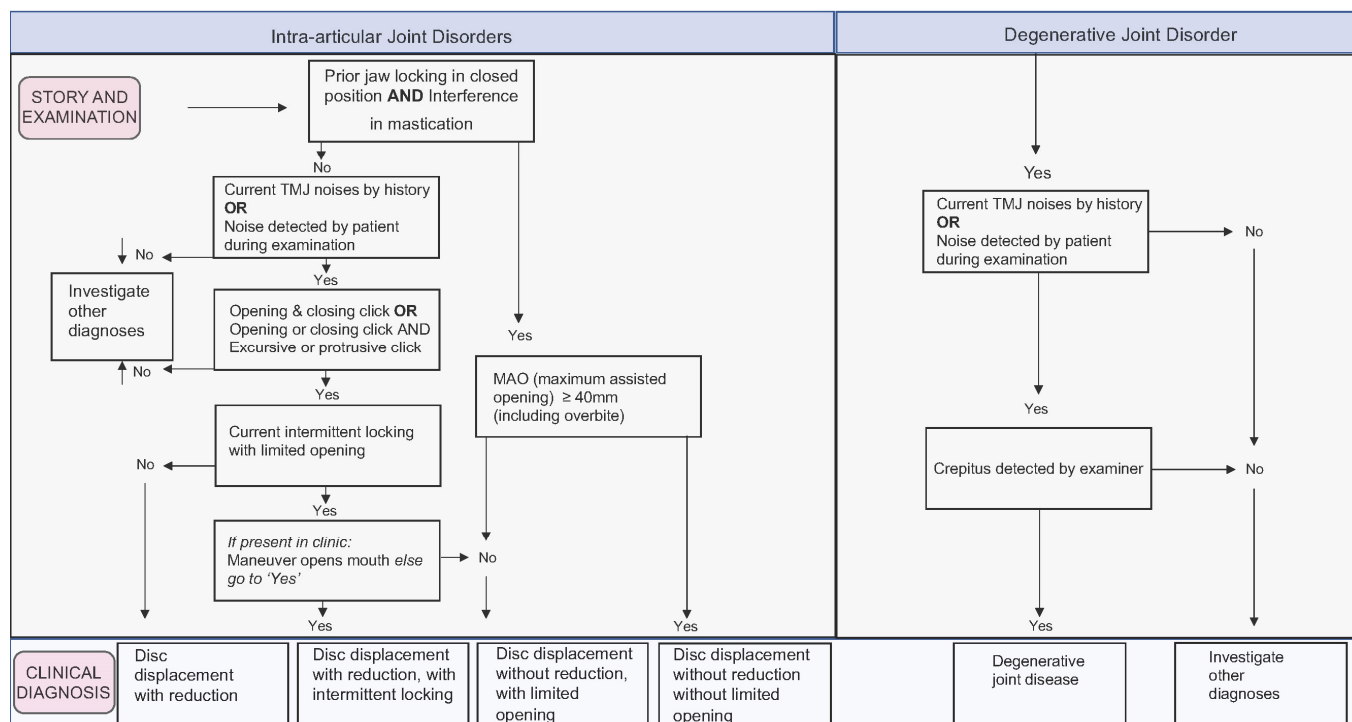 Intra-articular Joint Disorders
Degenerative Joint Disorder
STORY AND
EXAMINATION
Prior jaw locking in closed
position AND Interference
in mastication
No
Current TMJ noises by history
OR
Noise detected by patient
during examination
No
Yes
Investigate
other
diagnoses
Opening & closing click OR
Opening or closing click AND
Excursive or protrusive click
No
Yes
Current intermittent locking
with limited opening
No
Yes
If present in clinic:
Maneuver opens mouth else
go to ‘Yes’
No
Yes
Yes
MAO (maximum assisted
opening) ≥ 40mm
(including overbite)
Yes
Yes
Current TMJ noises by history
OR
Noise detected by patient
during examination
No
Yes
Crepitus detected by examiner
No
Yes
CLINICAL
DIAGNOSIS
Disc
displacement
with reduction
Disc displacement
with reduction, with
intermittent locking
Disc displacement
without reduction,
with limited
opening
Disc displacement
without reduction
without limited
opening
Degenerative
joint disease
Investigate
other
diagnoses